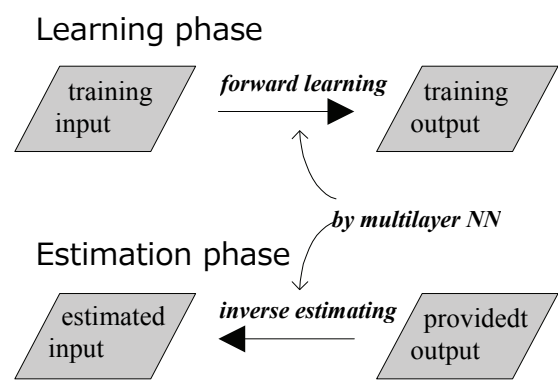 Learning phase
training
input
forward learning
training
output
by multilayer NN
Estimation phase
estimated
input
inverse estimating
providedt
output